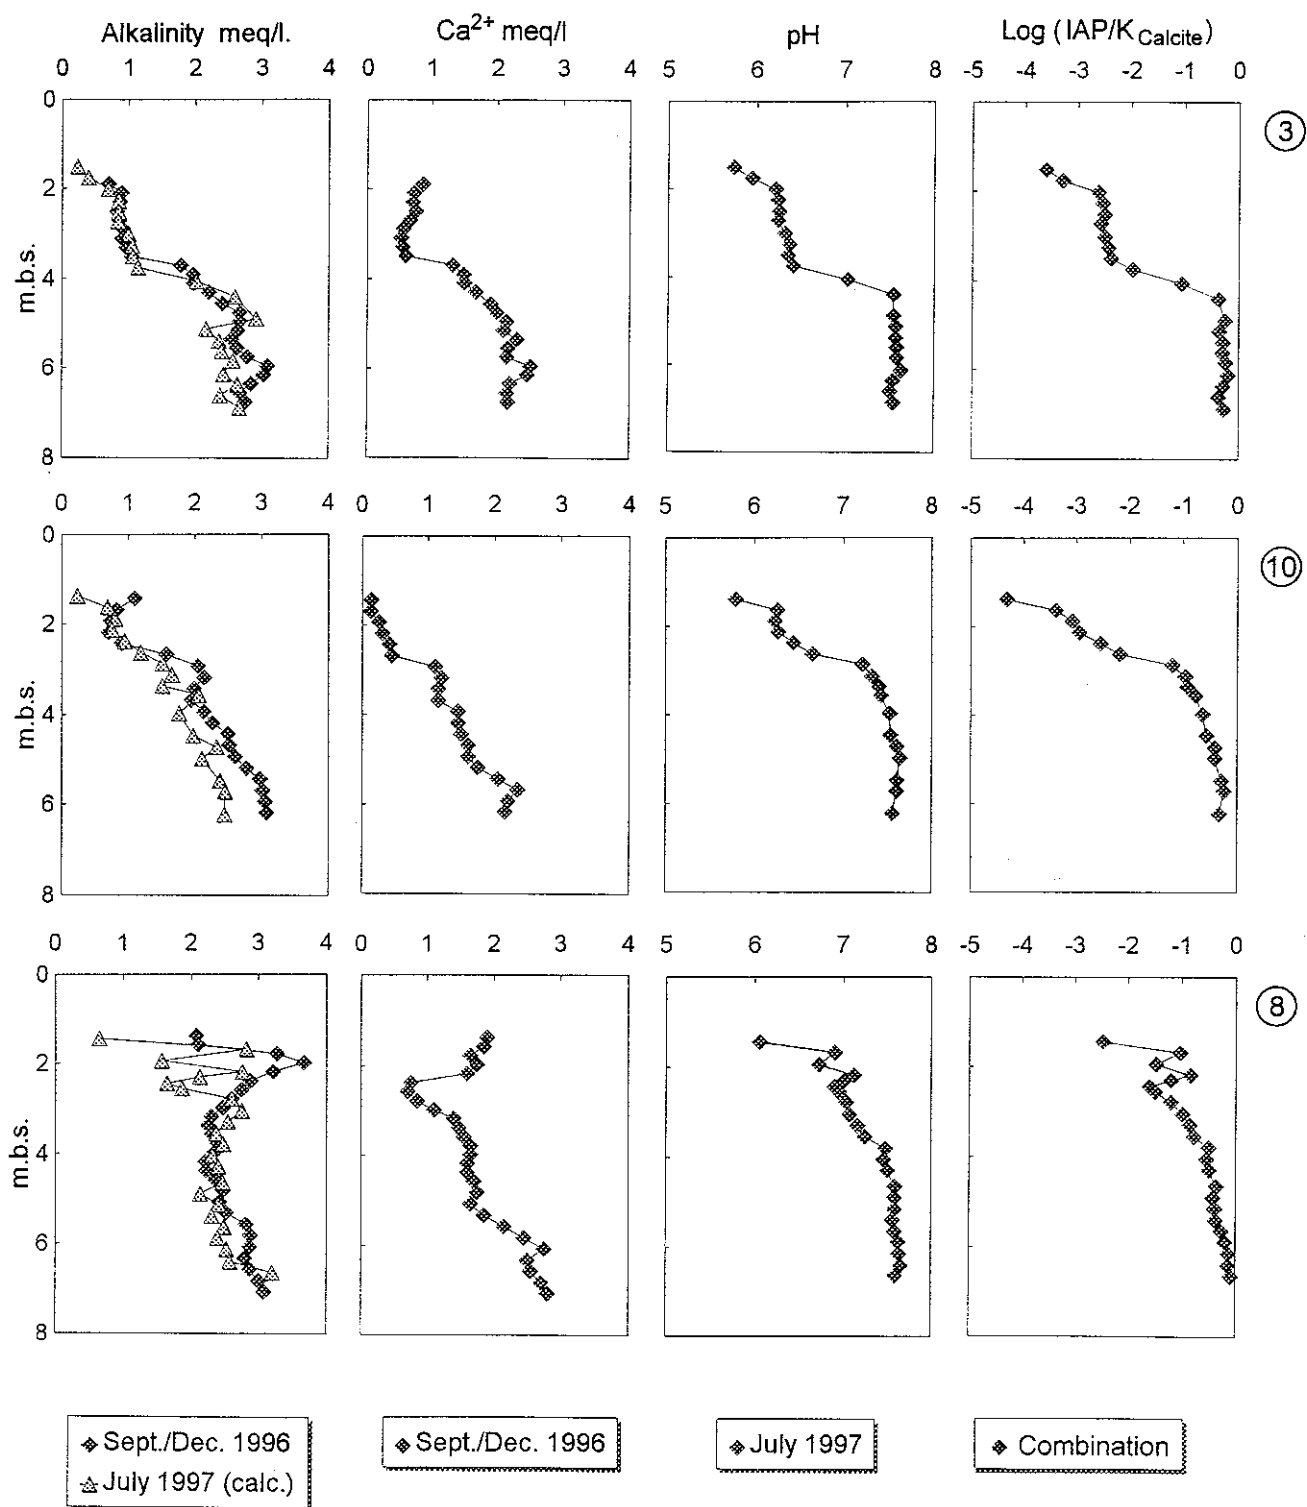 Alkalinity meq/l. Ca2+ meq/l pH Log (IAP/KCalcite)
0 1 2 3 4 0 1 2 3 4 5 6 7 8 -5 -4 -3 -2 -1 0
0
2
4
6
8
m.b.s.
3
0 1 2 3 4 0 1 2 3 4 5 6 7 8 -5 -4 -3 -2 -1 0
0
2
4
6
8
m.b.s.
10
0 1 2 3 4 0 1 2 3 4 5 6 7 8 -5 -4 -3 -2 -1 0
0
2
4
6
8
m.b.s.
8
Sept./Dec. 1996
July 1997 (calc.)
Sept./Dec. 1996
July 1997
Combination